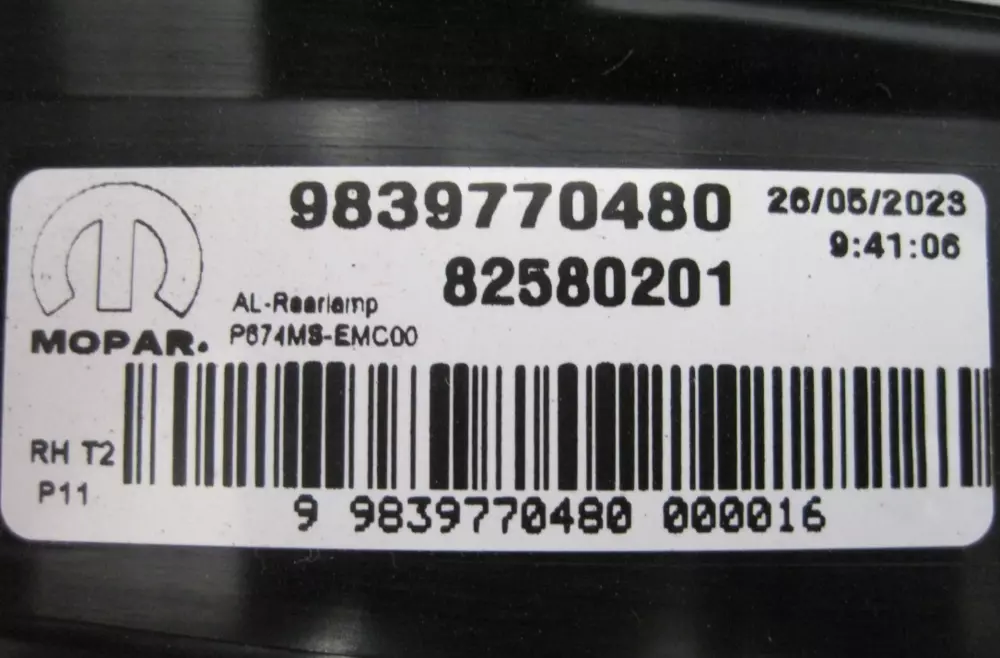 9839770480
26/05/2023
9:41:06
82580201
AL-Rearlamp
P674MS-EMC00
MOPAR.
RH T2
P11
9 9839770480 000016